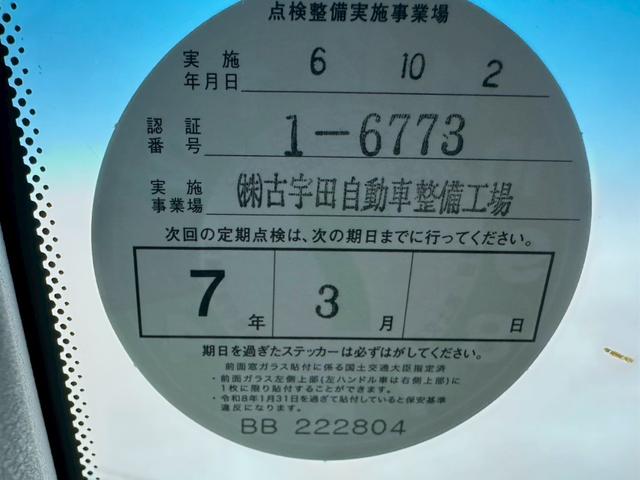 点検整備実施事業場
実施年月日 6 10 2
認証番号 1-6773
実施事業場 ㈱古宇田自動車整備工場
次回の定期点検は、次の期日までに行ってください。
7年 3月 日
期日を過ぎたステッカーは必ずはがしてください。
前面窓ガラス貼付に係る国土交通大臣指定済
・前面ガラス左側上部(左ハンドル車は右側上部)に
1枚に限り貼付することができます。
・令和8年1月31日を過ぎて貼付していると保安基準
違反になります。
BB 222804